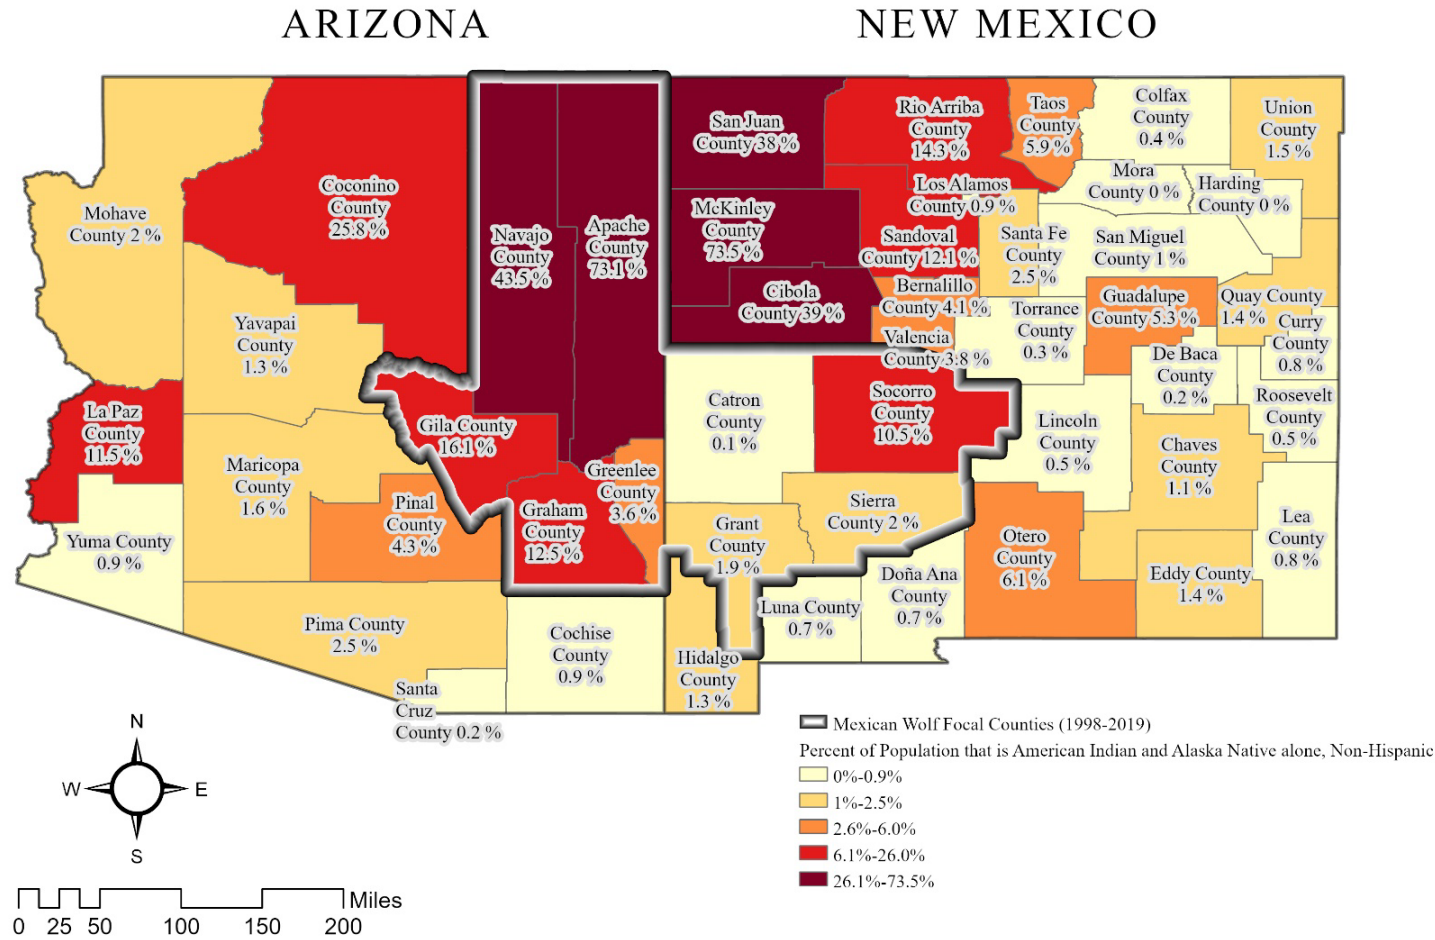 ARIZONA
NEW MEXICO
Mohave
County 2 %
Coconino
County
25.8 %
Navajo
County
43.5 %
Apache
County
73.1 %
Yavapai
County
1.3 %
La Paz
County
11.5 %
Maricopa
County
1.6 %
Gila County
16.1 %
Pinal
County
4.3 %
Graham
County
12.5 %
Greenlee
County
3.6 %
Yuma County
0.9 %
Pima County
2.5 %
Santa
Cruz
County 0.2 %
Cochise
County
0.9 %
San Juan
County 38 %
Rio Arriba
County
14.3 %
Taos
County
5.9 %
Colfax
County
0.4 %
Union
County
1.5 %
Mora
County 0 %
Harding
County 0 %
Los Alamos
County 0.9 %
McKinley
County
73.5 %
Sandoval
County 12.1 %
Santa Fe
County
2.5 %
San Miguel
County 1 %
Cibola
County 39 %
Bernalillo
County 4.1 %
Valencia
County 3.8 %
Torrance
County
0.3 %
Guadalupe
County 5.3 %
Quay County
1.4 %
Curry
County
0.8 %
De Baca
County
0.2 %
Roosevelt
County
0.5 %
Catron
County
0.1 %
Socorro
County
10.5 %
Lincoln
County
0.5 %
Chaves
County
1.1 %
Sierra
County 2 %
Grant
County
1.9 %
Otero
County
6.1 %
Lea
County
0.8 %
Eddy County
1.4 %
Doña Ana
County
0.7 %
Luna County
0.7 %
Hidalgo
County
1.3 %
Mexican Wolf Focal Counties (1998-2019)
Percent of Population that is American Indian and Alaska Native alone, Non-Hispanic
0%-0.9%
1%-2.5%
2.6%-6.0%
6.1%-26.0%
26.1%-73.5%
N
W
E
S
Miles
0 25 50 100 150 200